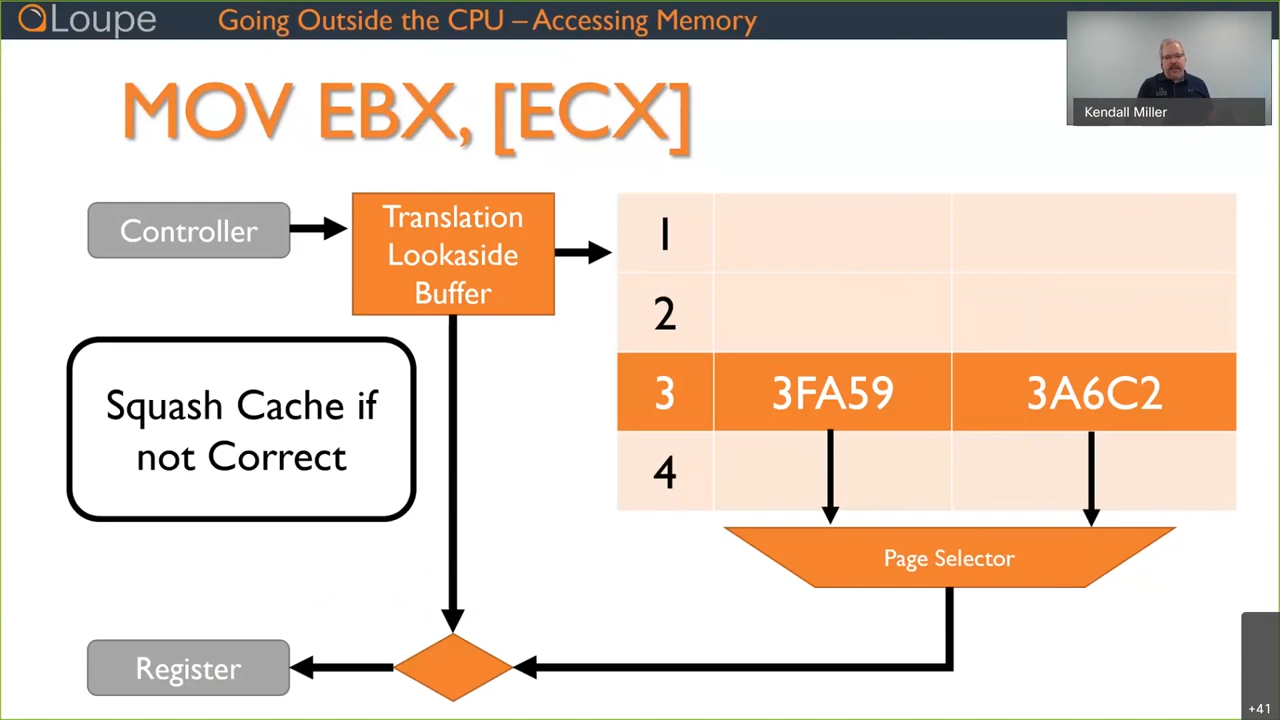 Loupe
Going Outside the CPU – Accessing Memory
Kendall Miller
MOV EBX, [ECX]
Controller
Translation
Lookaside
Buffer
1
2
3 3FA59 3A6C2
4
Squash Cache if
not Correct
Page Selector
Register
+41